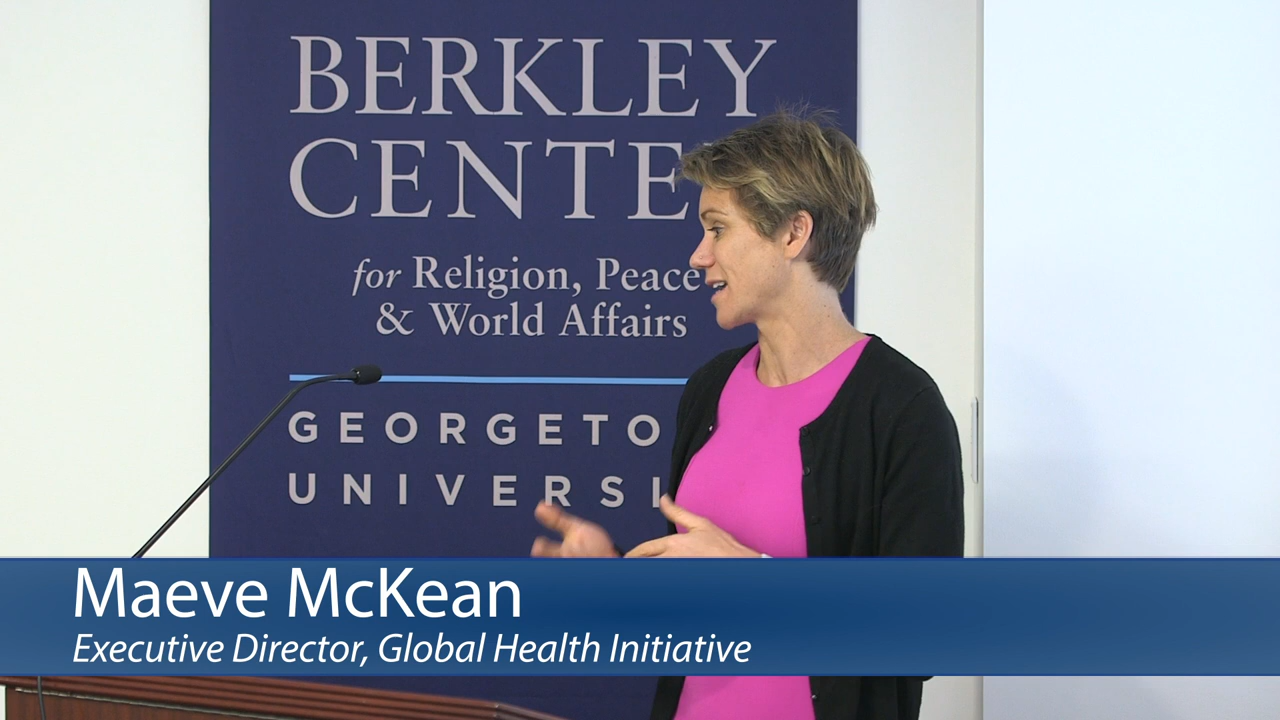 BERKLEY
CENTE
for Religion, Peace
& World Affairs
GEORGETO
UNIVERSI
Maeve McKean
Executive Director, Global Health Initiative